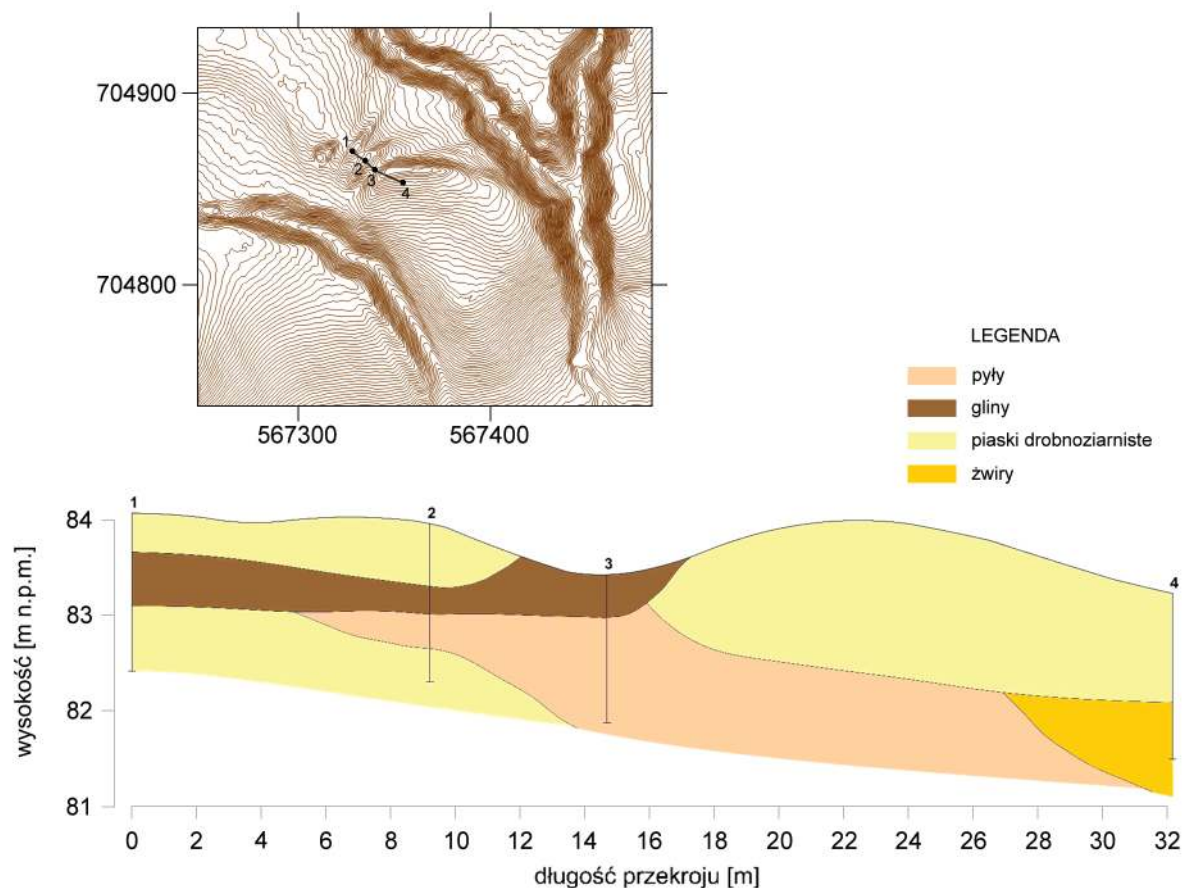 704900
704800
1
2
3
4
567300 567400
LEGENDA
pyły
gliny
piaski drobnoziarniste
żwiry
wysokość [m n.p.m.]
84
83
82
81
1
2
3
4
0 2 4 6 8 10 12 14 16 18 20 22 24 26 28 30 32
długość przekroju [m]